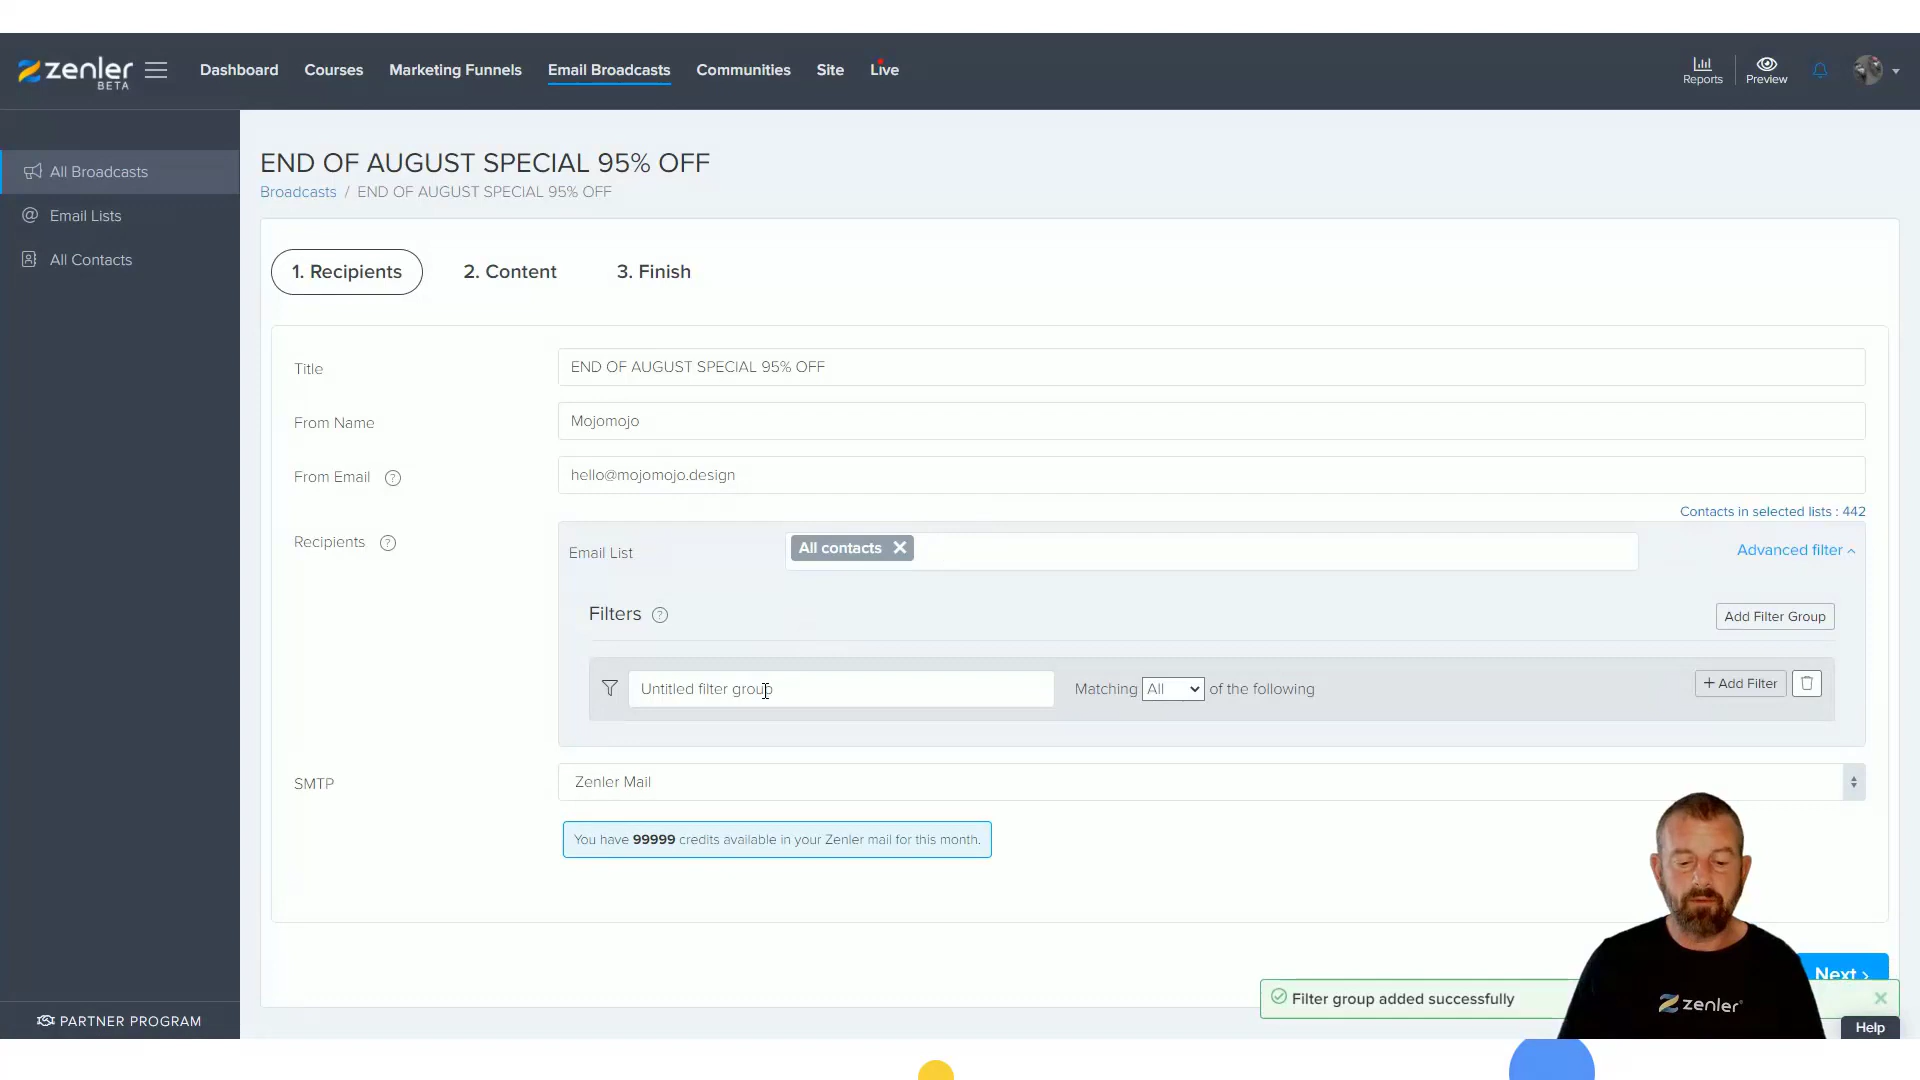 zenler
BETA
Dashboard
Courses
Marketing Funnels
Email Broadcasts
Communities
Site
Live
Reports
Preview
All Broadcasts
Email Lists
All Contacts
END OF AUGUST SPECIAL 95% OFF
Broadcasts / END OF AUGUST SPECIAL 95% OFF
1. Recipients
2. Content
3. Finish
Title
END OF AUGUST SPECIAL 95% OFF
From Name
Mojomojo
From Email ?
hello@mojomojo.design
Contacts in selected lists : 442
Recipients ?
Email List
All contacts
Advanced filter
Filters ?
Add Filter Group
Untitled filter group
Matching All of the following
+ Add Filter
SMTP
Zenler Mail
You have 99999 credits available in your Zenler mail for this month.
Next >
Filter group added successfully
zenler
Help
PARTNER PROGRAM